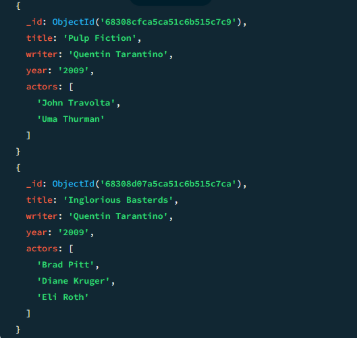 {
_id: ObjectId('68308cfca5ca51c6b515c7c9'),
title: 'Pulp Fiction',
writer: 'Quentin Tarantino',
year: '2009',
actors: [
'John Travolta',
'Uma Thurman'
]
}
{
_id: ObjectId('68308d07a5ca51c6b515c7ca'),
title: 'Inglorious Basterds',
writer: 'Quentin Tarantino',
year: '2009',
actors: [
'Brad Pitt',
'Diane Kruger',
'Eli Roth'
]
}